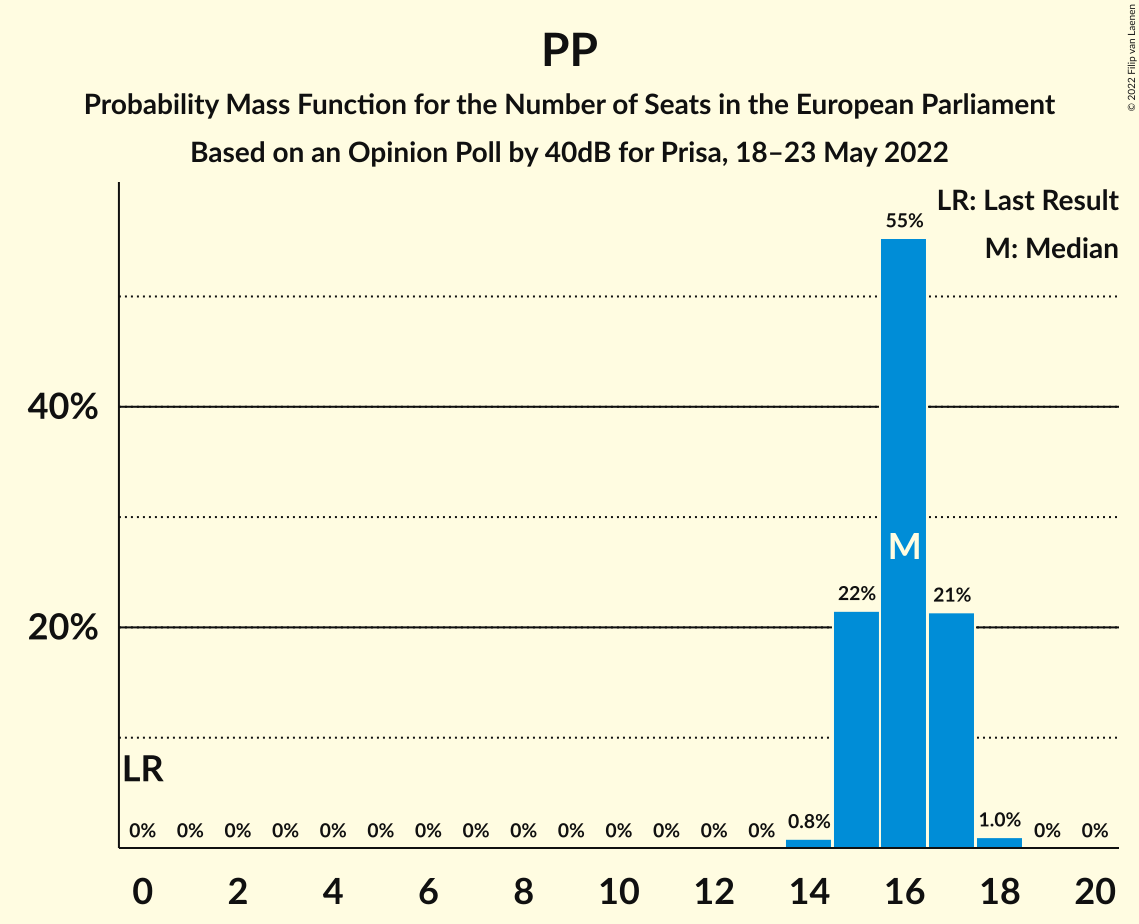 PP
Probability Mass Function for the Number of Seats in the European Parliament
Based on an Opinion Poll by 40dB for Prisa, 18–23 May 2022
© 2022 Filip van Laenen
LR: Last Result
M: Median
55%
40%
M
22%
21%
20%
LR
0% 0% 0% 0% 0% 0% 0% 0% 0% 0% 0% 0% 0% 0% 0.8% 1.0% 0% 0%
0 2 4 6 8 10 12 14 16 18 20